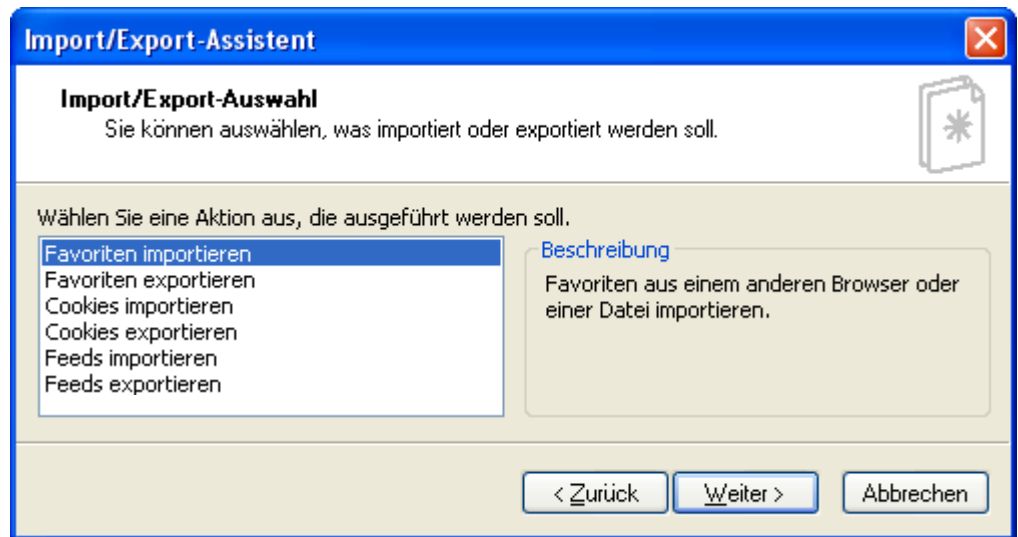 Import/Export-Assistent
Import/Export-Auswahl
Sie können auswählen, was importiert oder exportiert werden soll.
Wählen Sie eine Aktion aus, die ausgeführt werden soll.
Favoriten importieren
Favoriten exportieren
Cookies importieren
Cookies exportieren
Feeds importieren
Feeds exportieren
Beschreibung
Favoriten aus einem anderen Browser oder
einer Datei importieren.
< Zurück
Weiter >
Abbrechen